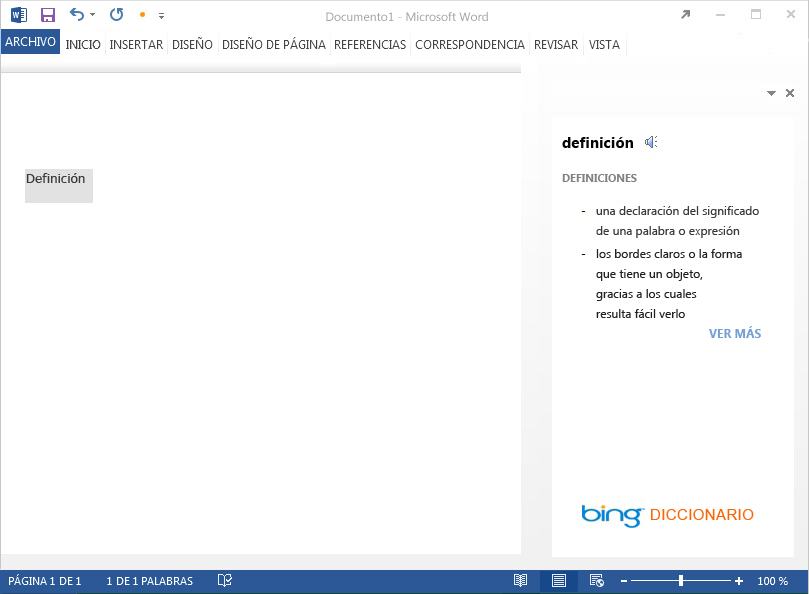 Documento1 - Microsoft Word
ARCHIVO INICIO INSERTAR DISEÑO DISEÑO DE PÁGINA REFERENCIAS CORRESPONDENCIA REVISAR VISTA
Definición
definición
DEFINICIONES
- una declaración del significado
de una palabra o expresión
- los bordes claros o la forma
que tiene un objeto,
gracias a los cuales
resulta fácil verlo
VER MÁS
bing DICCIONARIO
PÁGINA 1 DE 1 1 DE 1 PALABRAS 100 %